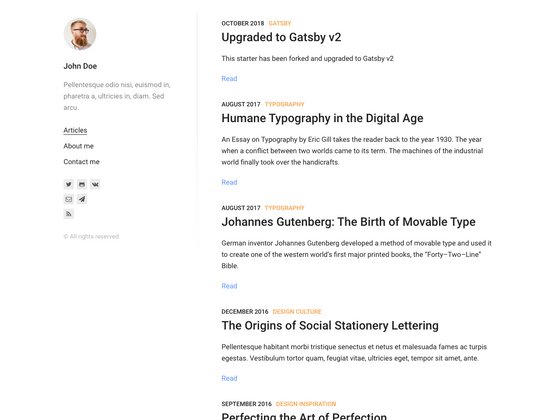 John Doe
Pellentesque odio nisi, euismod in,
pharetra a, ultricies in, diam. Sed
arcu.
Articles
About me
Contact me
© All rights reserved
OCTOBER 2018 GATSBY
Upgraded to Gatsby v2
This starter has been forked and upgraded to Gatsby v2
Read
AUGUST 2017 TYPOGRAPHY
Humane Typography in the Digital Age
An Essay on Typography by Eric Gill takes the reader back to the year 1930. The year
when a conflict between two worlds came to its term. The machines of the industrial
world finally took over the handicrafts.
Read
AUGUST 2017 TYPOGRAPHY
Johannes Gutenberg: The Birth of Movable Type
German inventor Johannes Gutenberg developed a method of movable type and used it
to create one of the western world's first major printed books, the “Forty–Two–Line”
Bible.
Read
DECEMBER 2016 DESIGN CULTURE
The Origins of Social Stationery Lettering
Pellentesque habitant morbi tristique senectus et netus et malesuada fames ac turpis
egestas. Vestibulum tortor quam, feugiat vitae, ultricies eget, tempor sit amet, ante.
Read
SEPTEMBER 2016 DESIGN INSPIRATION
Perfecting the Art of Perfection